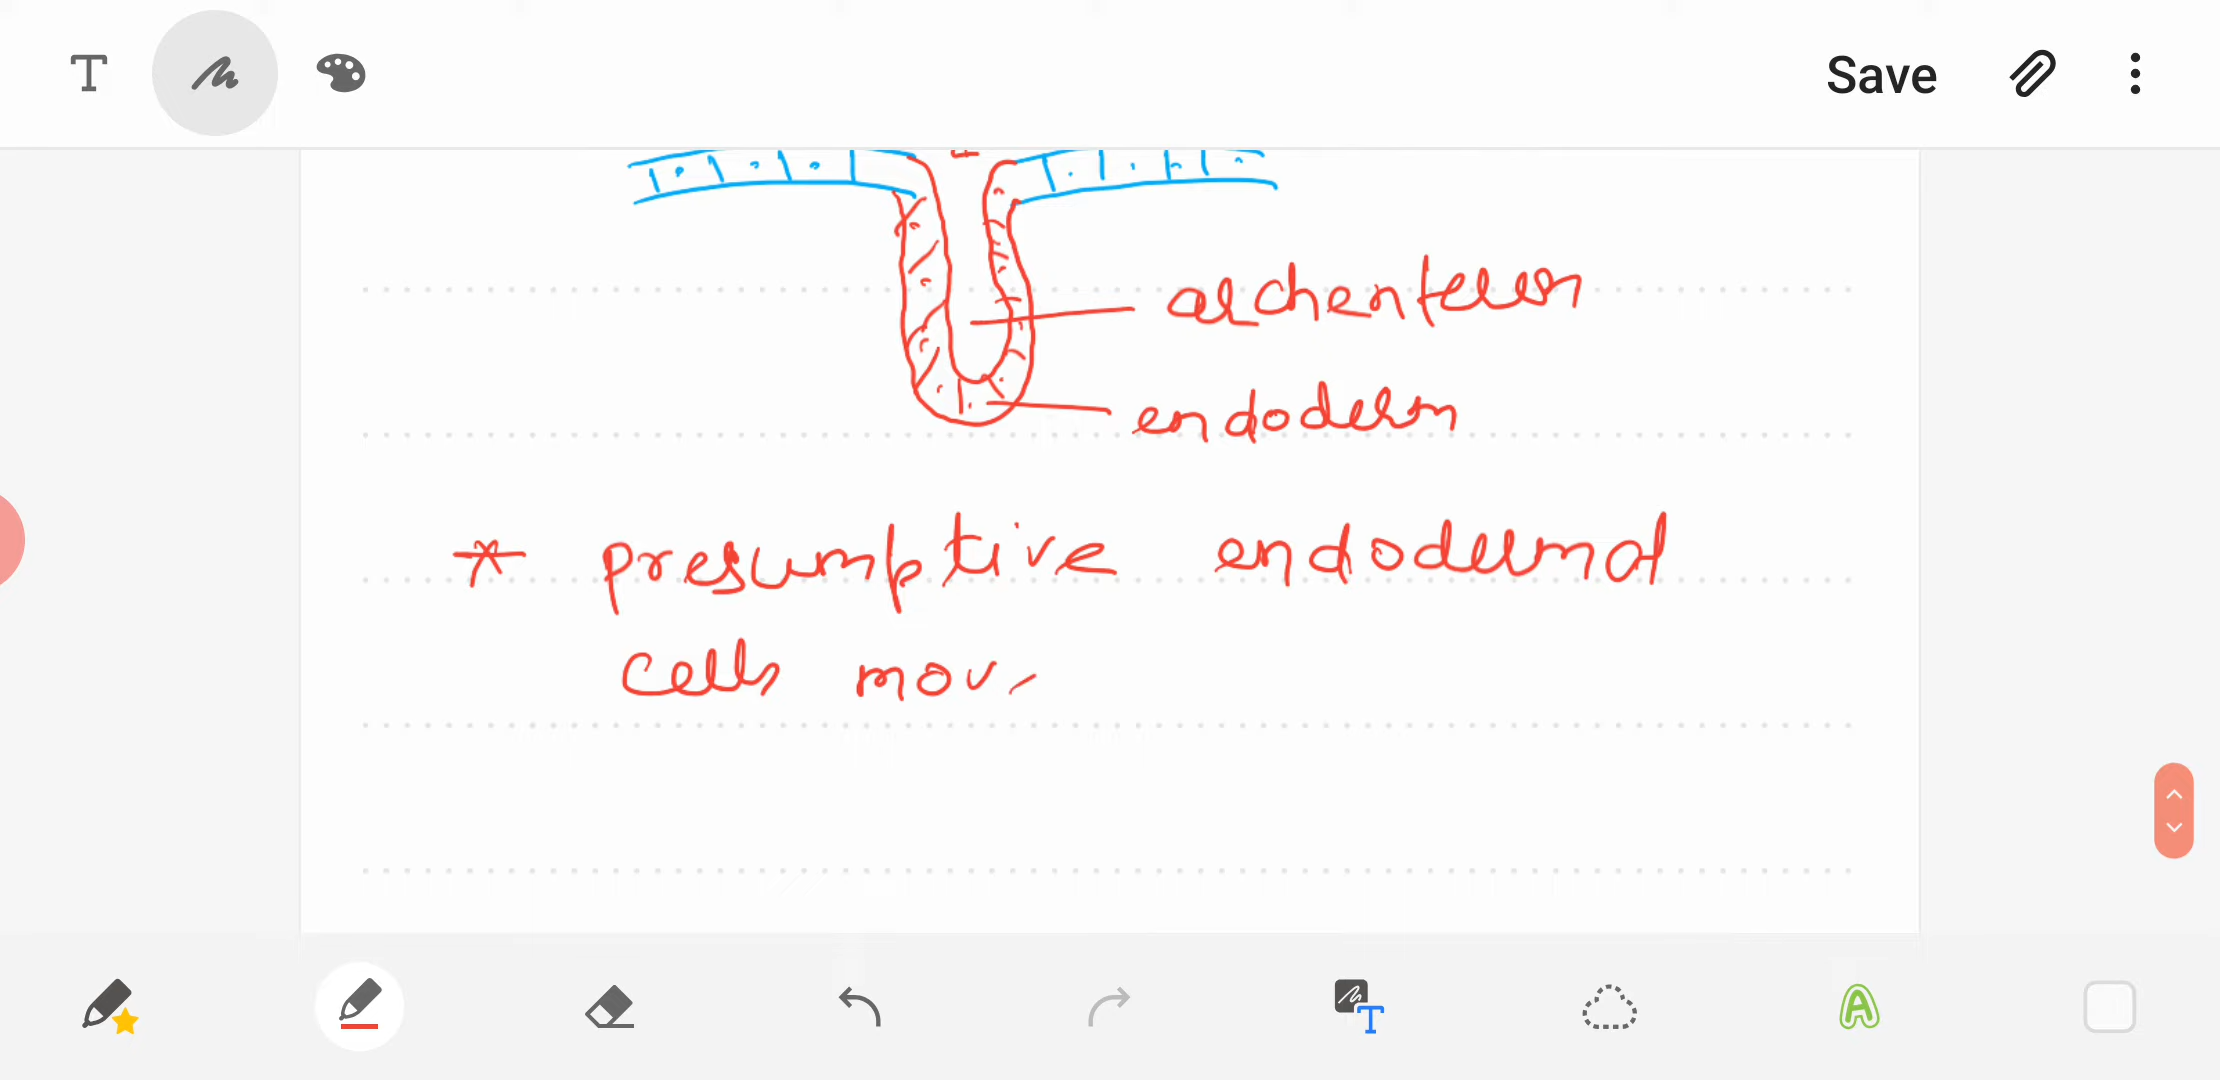 T Save
archenteron
endoderm
* presumptive endodermal
cells mov
T A